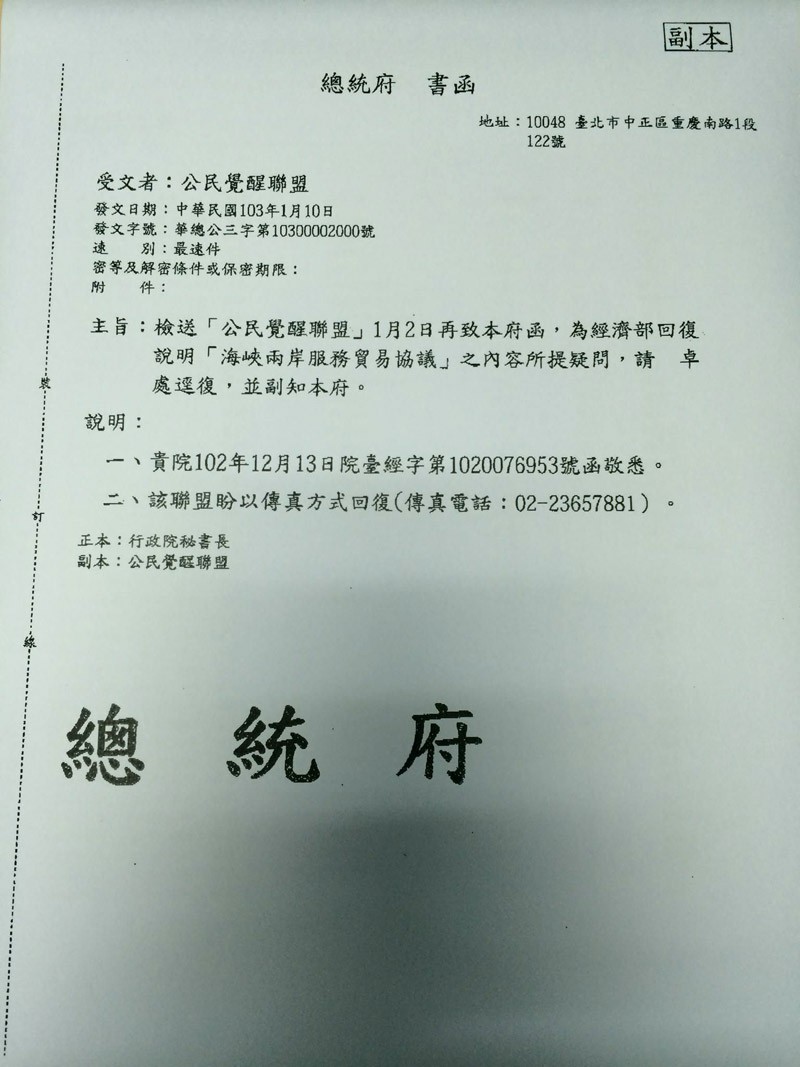 副本
總統府　書函
地址：10048 臺北市中正區重慶南路1段
122號
受文者：公民覺醒聯盟
發文日期：中華民國103年1月10日
發文字號：華總公三字第10300002000號
速　　別：最速件
密等及解密條件或保密期限：
附　　件：
主旨：檢送「公民覺醒聯盟」1月2日再致本府函，為經濟部回復
說明「海峽兩岸服務貿易協議」之內容所提疑問，請　卓
處逕復，並副知本府。
說明：
一、貴院102年12月13日院臺經字第1020076953號函敬悉。
二、該聯盟盼以傳真方式回復(傳真電話：02-23657881)。
正本：行政院秘書長
副本：公民覺醒聯盟
裝
訂
線
總統府